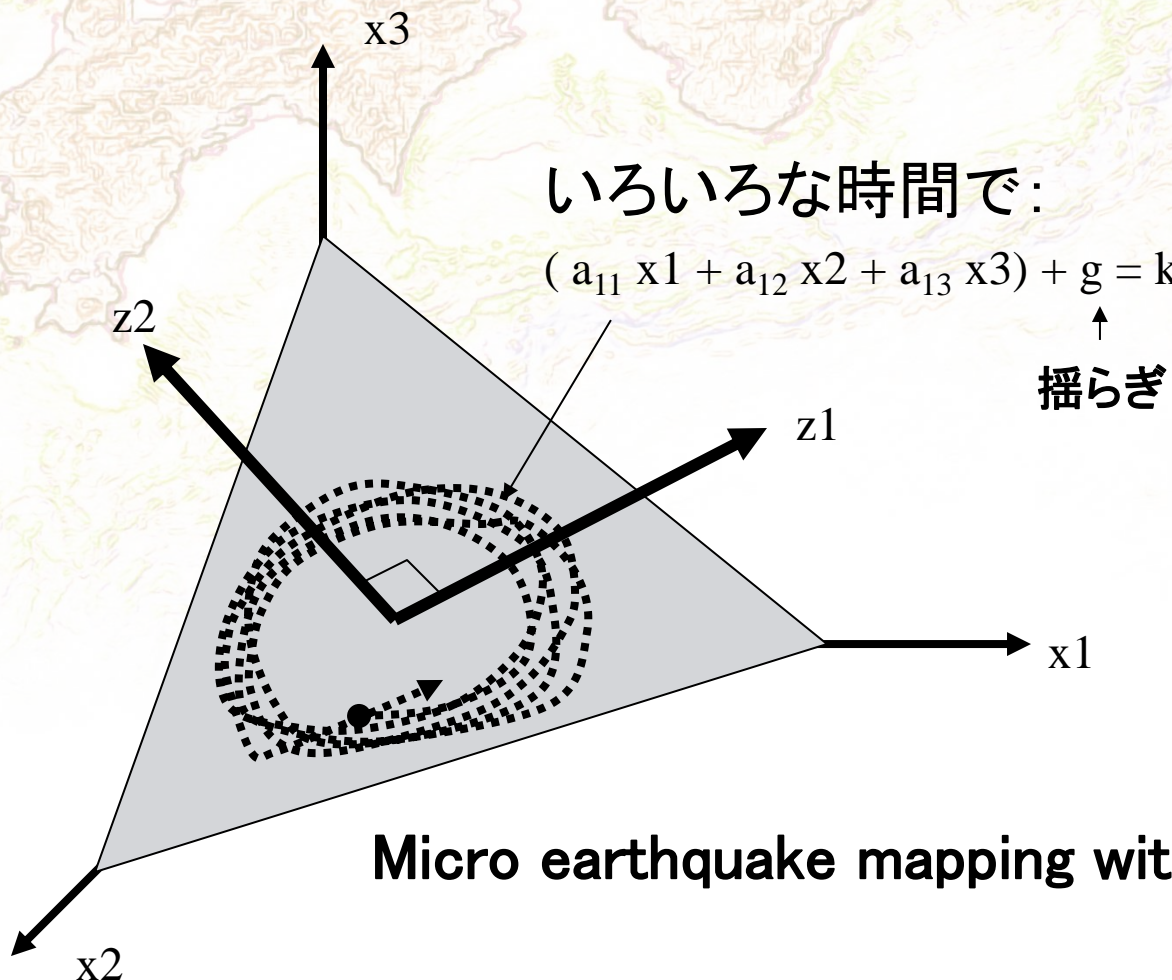 x3
いろいろな時間で:
( a₁₁ x1 + a₁₂ x2 + a₁₃ x3) + g = k
z2
揺らぎ
z1
x1
Micro earthquake mapping wit
x2